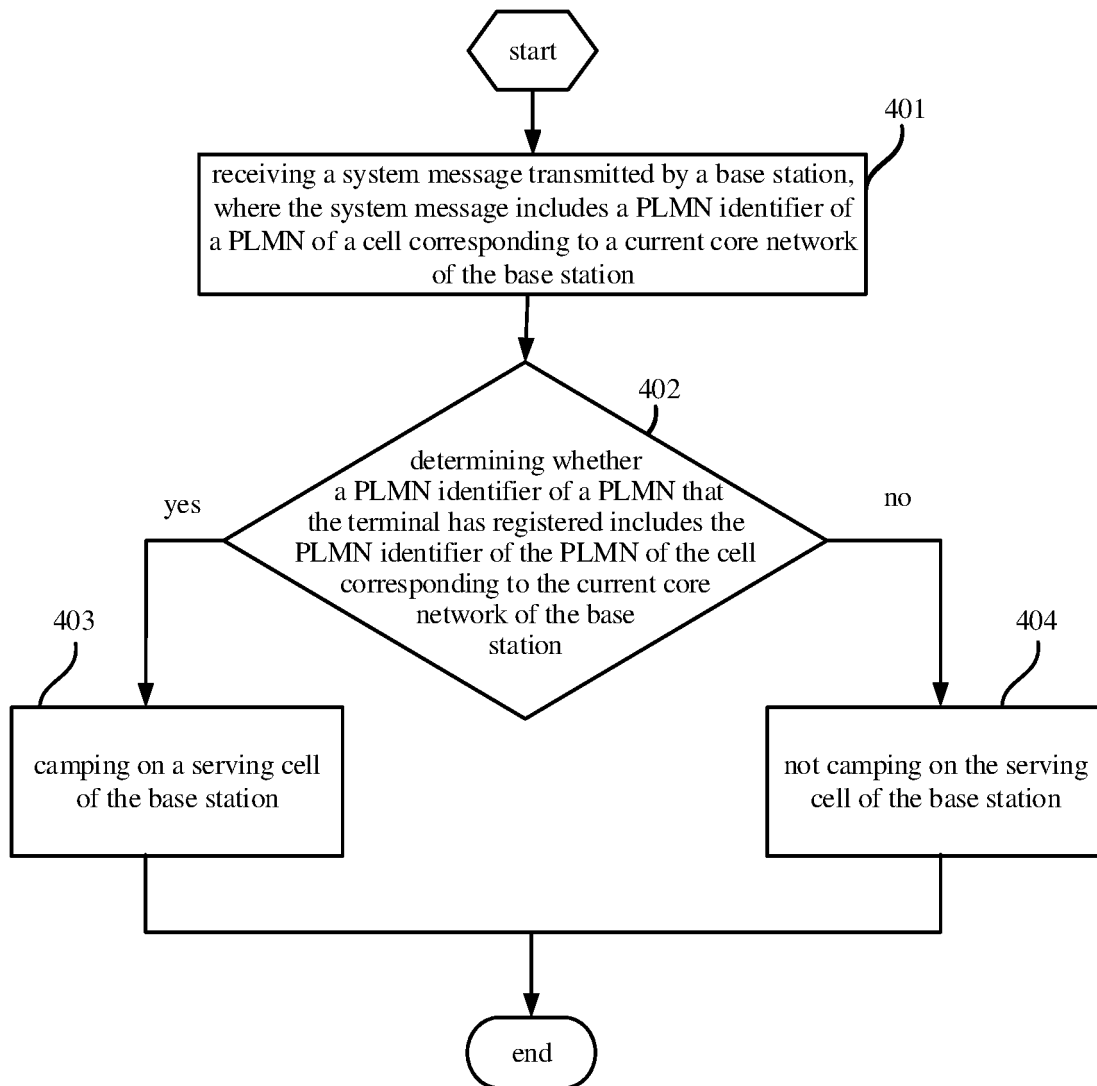 start
401
receiving a system message transmitted by a base station,
where the system message includes a PLMN identifier of
a PLMN of a cell corresponding to a current core network
of the base station
402
determining whether
a PLMN identifier of a PLMN that
the terminal has registered includes the
PLMN identifier of the PLMN of the cell
corresponding to the current core
network of the base
station
yes
no
403
camping on a serving cell
of the base station
404
not camping on the serving
cell of the base station
end